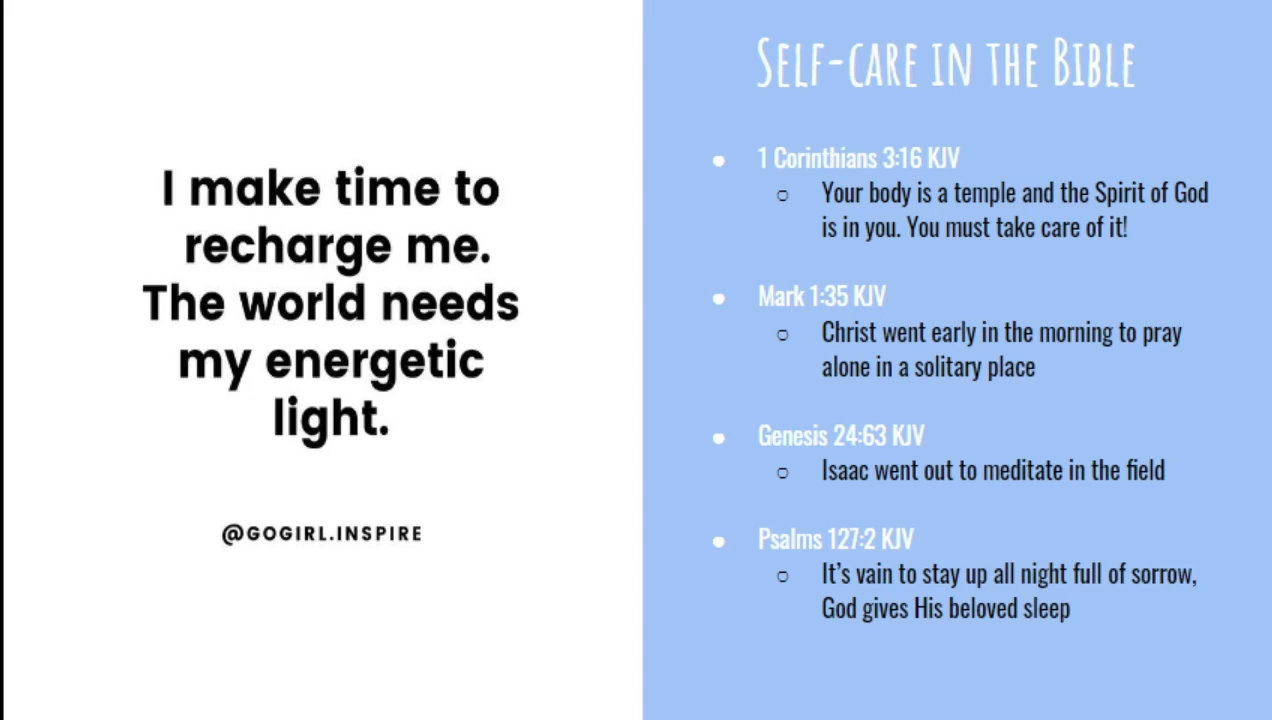 I make time to
recharge me.
The world needs
my energetic
light.
@GOGIRL.INSPIRE
SELF-CARE IN THE BIBLE
1 Corinthians 3:16 KJV
Your body is a temple and the Spirit of God
is in you. You must take care of it!
Mark 1:35 KJV
Christ went early in the morning to pray
alone in a solitary place
Genesis 24:63 KJV
Isaac went out to meditate in the field
Psalms 127:2 KJV
It’s vain to stay up all night full of sorrow,
God gives His beloved sleep